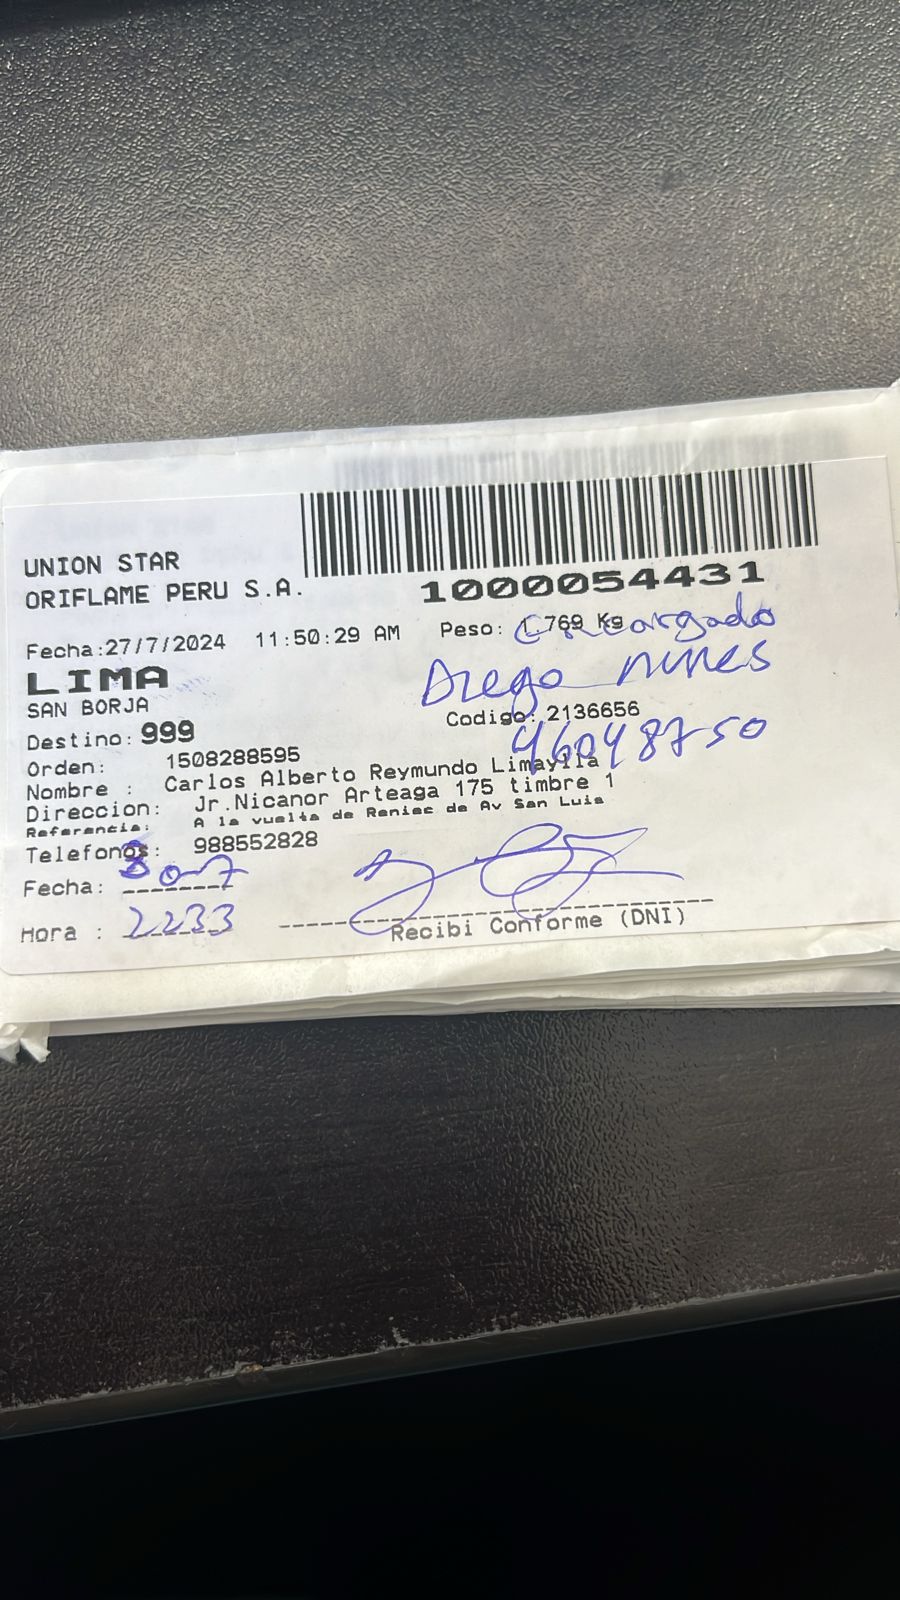 UNION STAR
ORIFLAME PERU S.A.
1000054431
Fecha:27/7/2024 11:50:29 AM Peso: 1.769 Kg
Encargado
LIMA
Diego nunes
SAN BORJA
Codigo: 2136656
Destino: 999
46048750
Orden: 1508288595
Nombre : Carlos Alberto Reymundo Limaylla
Direccion: Jr.Nicanor Arteaga 175 timbre 1
Referencia: A la vuelta de Reniec de Av San Luis
Telefonos: 988552828
Fecha: 30-7
Hora : 2233
Recibi Conforme (DNI)